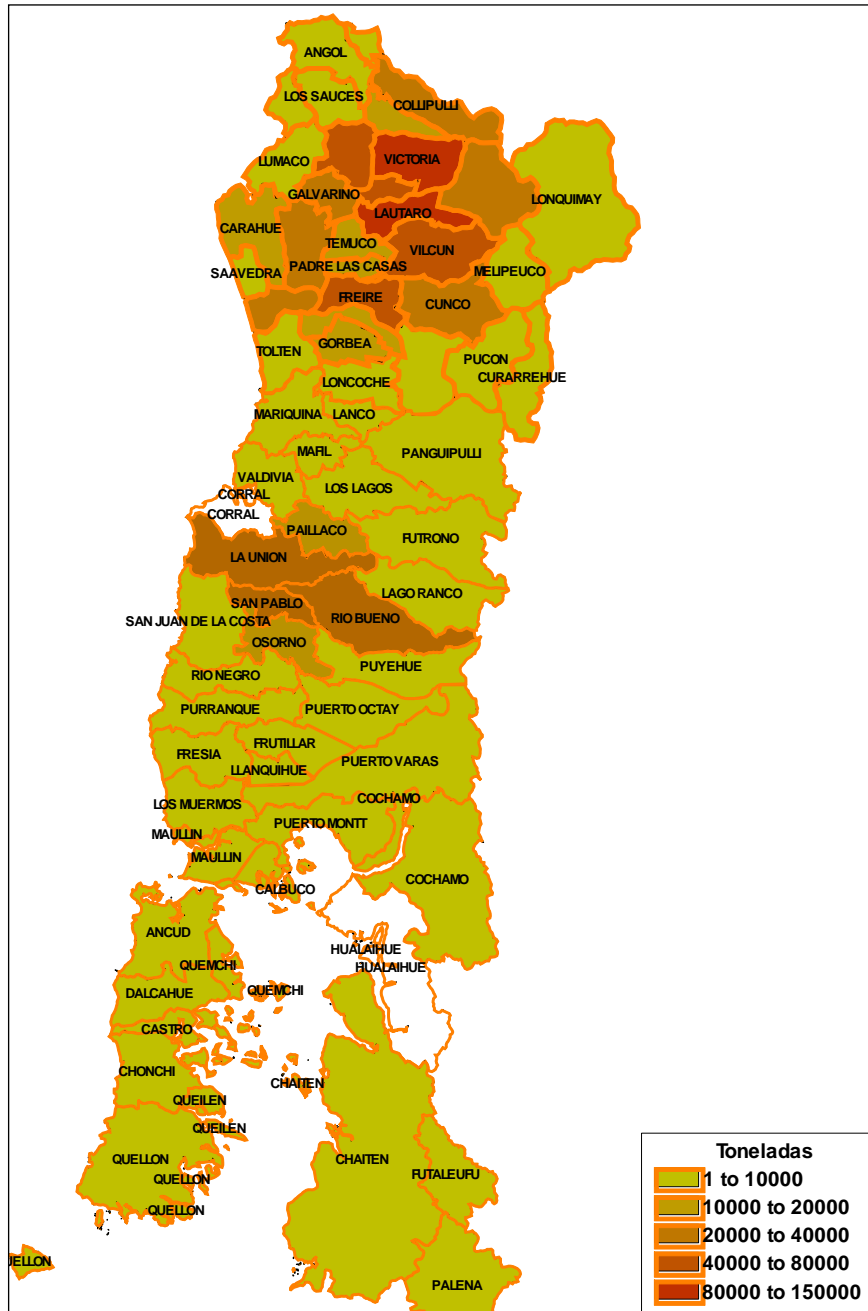 ANGOL
LOS SAUCES
COLLIPULLI
LUMACO
VICTORIA
GALVARINO
LONQUIMAY
LAUTARO
CARAHUE
TEMUCO
VILCUN
SAAVEDRA
PADRE LAS CASAS
MELIPEUCO
FREIRE
CUNCO
TOLTEN
GORBEA
PUCON
LONCOCHE
CURARREHUE
MARIQUINA
LANCO
MAFIL
PANGUIPULLI
VALDIVIA
LOS LAGOS
CORRAL
CORRAL
PAILLACO
FUTRONO
LA UNION
LAGO RANCO
SAN PABLO
SAN JUAN DE LA COSTA
RIO BUENO
OSORNO
PUYEHUE
RIO NEGRO
PURRANQUE
PUERTO OCTAY
FRUTILLAR
FRESIA
PUERTO VARAS
LLANQUIHUE
COCHAMO
LOS MUERMOS
PUERTO MONTT
MAULLIN
MAULLIN
COCHAMO
CALBUCO
ANCUD
HUALAIHUE
QUEMCHI
HUALAIHUE
DALCAHUE
QUEMCHI
CASTRO
CHONCHI
CHAITEN
QUEILEN
QUEILEN
QUELLON
CHAITEN
FUTALEUFU
QUELLON
QUELLON
UELLON
PALENA
Toneladas
1 to 10000
10000 to 20000
20000 to 40000
40000 to 80000
80000 to 150000